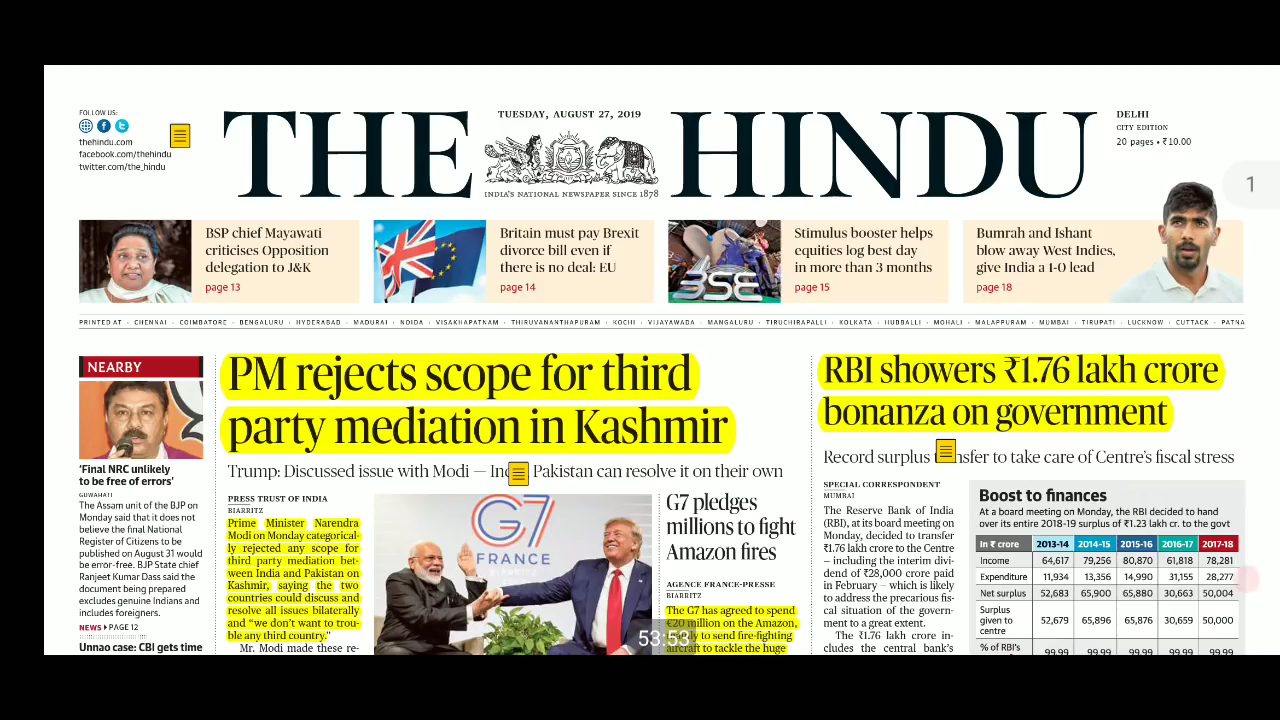 FOLLOW US:
thehindu.com
facebook.com/thehindu
twitter.com/the_hindu
THE HINDU
TUESDAY, AUGUST 27, 2019
INDIA'S NATIONAL NEWSPAPER SINCE 1878
DELHI
CITY EDITION
20 pages • ₹10.00
1
BSP chief Mayawati
criticises Opposition
delegation to J&K
page 13
Britain must pay Brexit
divorce bill even if
there is no deal: EU
page 14
BSE
Stimulus booster helps
equities log best day
in more than 3 months
page 15
Bumrah and Ishant
blow away West Indies,
give India a 1-0 lead
page 18
PRINTED AT · CHENNAI · COIMBATORE · BENGALURU · HYDERABAD · MADURAI · NOIDA · VISAKHAPATNAM · THIRUVANANTHAPURAM · KOCHI · VIJAYAWADA · MANGALURU · TIRUCHIRAPALLI · KOLKATA · HUBBALLI · MOHALI · MALAPPURAM · MUMBAI · TIRUPATI · LUCKNOW · CUTTACK · PATNA
NEARBY
'Final NRC unlikely
to be free of errors'
GUWAHATI
The Assam unit of the BJP on
Monday said that it does not
believe the final National
Register of Citizens to be
published on August 31 would
be error-free. BJP State chief
Ranjeet Kumar Dass said the
document being prepared
excludes genuine Indians and
includes foreigners.
NEWS ▸ PAGE 12
Unnao case: CBI gets time
PM rejects scope for third
party mediation in Kashmir
Trump: Discussed issue with Modi — Pakistan can resolve it on their own
PRESS TRUST OF INDIA
BIARRITZ
Prime Minister Narendra
Modi on Monday categorical-
ly rejected any scope for
third party mediation bet-
ween India and Pakistan on
Kashmir, saying the two
countries could discuss and
resolve all issues bilaterally
and "we don't want to trou-
ble any third country."
Mr. Modi made these re-
G7
FRANCE
G7 pledges
millions to fight
Amazon fires
AGENCE FRANCE-PRESSE
BIARRITZ
The G7 has agreed to spend
€20 million on the Amazon,
to send fire-fighting
aircraft to tackle the huge
53:53
RBI showers ₹1.76 lakh crore
bonanza on government
Record surplus to take care of Centre's fiscal stress
SPECIAL CORRESPONDENT
MUMBAI
The Reserve Bank of India
(RBI), at its board meeting on
Monday, decided to transfer
₹1.76 lakh crore to the Centre
– including the interim divi-
dend of ₹28,000 crore paid
in February – which is likely
to address the precarious fis-
cal situation of the govern-
ment to a great extent.
The ₹1.76 lakh crore in-
cludes the central bank's
Boost to finances
At a board meeting on Monday, the RBI decided to hand
over its entire 2018-19 surplus of ₹1.23 lakh cr. to the govt
In ₹ crore 2013-14 2014-15 2015-16 2016-17 2017-18
Income 64,617 79,256 80,870 61,818 78,281
Expenditure 11,934 13,356 14,990 31,155 28,277
Net surplus 52,683 65,900 65,880 30,663 50,004
Surplus
given to
centre 52,679 65,896 65,876 30,659 50,000
% of RBI's 99.99 99.99 99.99 99.99 99.99